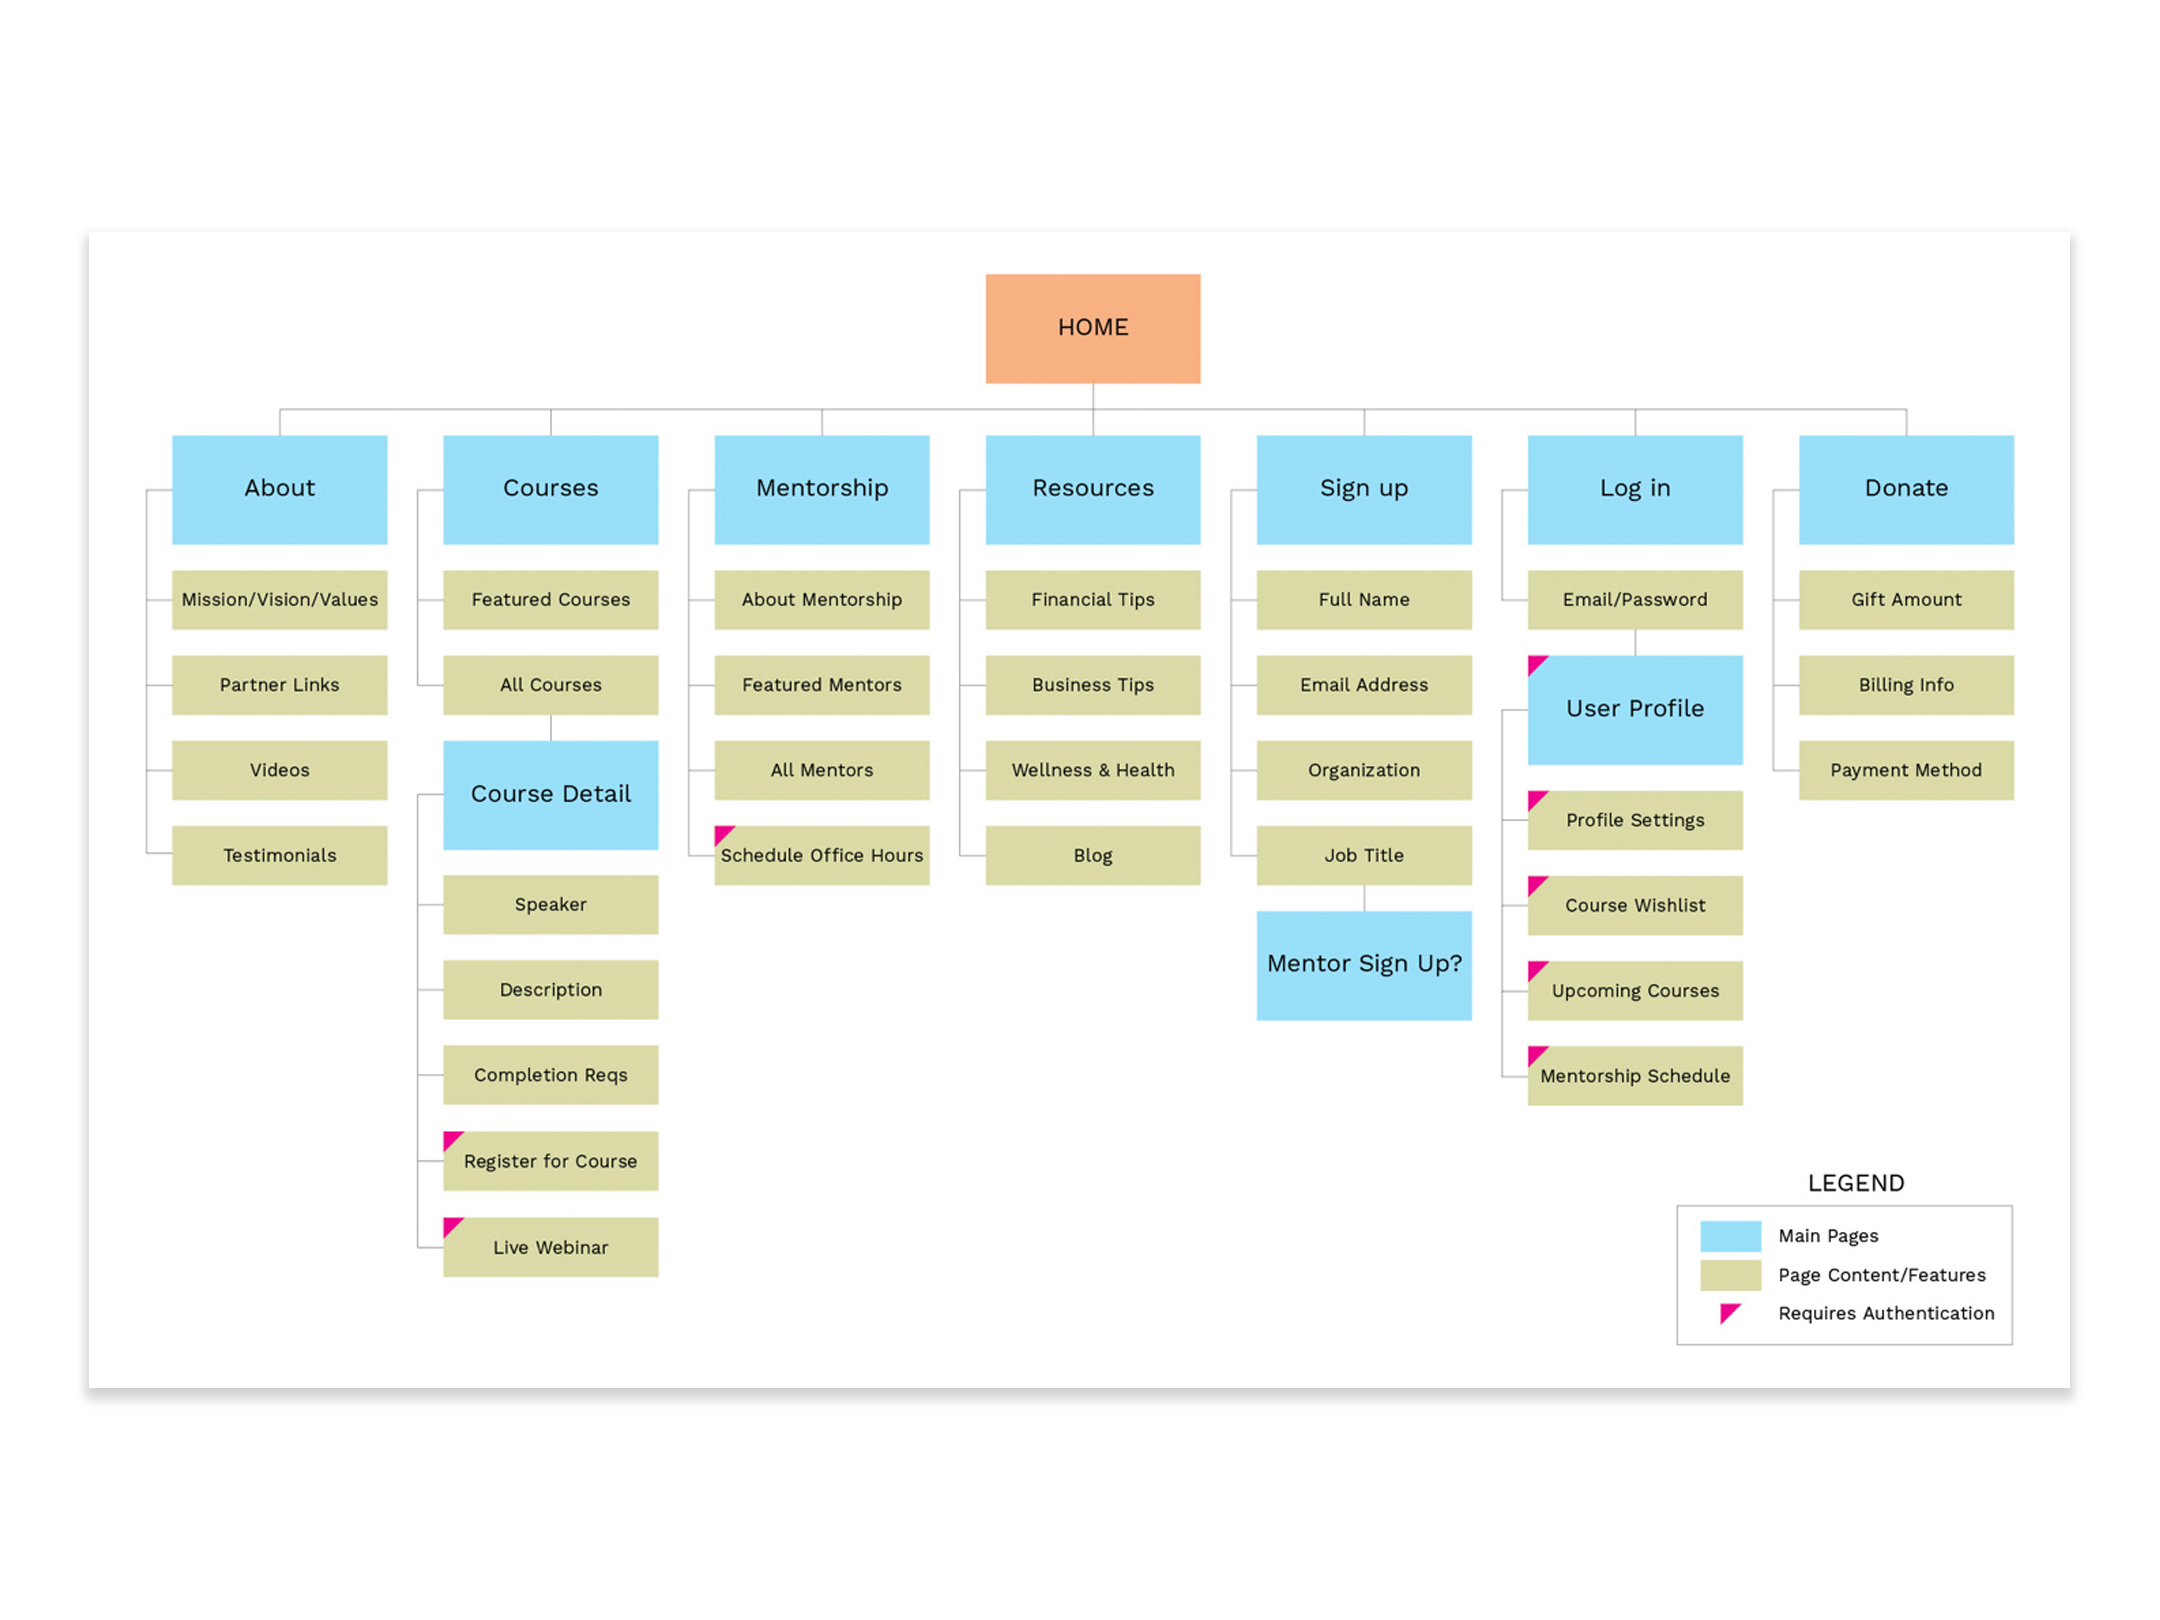 HOME
About
Mission/Vision/Values
Partner Links
Videos
Testimonials
Courses
Featured Courses
All Courses
Course Detail
Speaker
Description
Completion Reqs
Register for Course
Live Webinar
Mentorship
About Mentorship
Featured Mentors
All Mentors
Schedule Office Hours
Resources
Financial Tips
Business Tips
Wellness & Health
Blog
Sign up
Full Name
Email Address
Organization
Job Title
Mentor Sign Up?
Log in
Email/Password
User Profile
Profile Settings
Course Wishlist
Upcoming Courses
Mentorship Schedule
Donate
Gift Amount
Billing Info
Payment Method
LEGEND
Main Pages
Page Content/Features
Requires Authentication